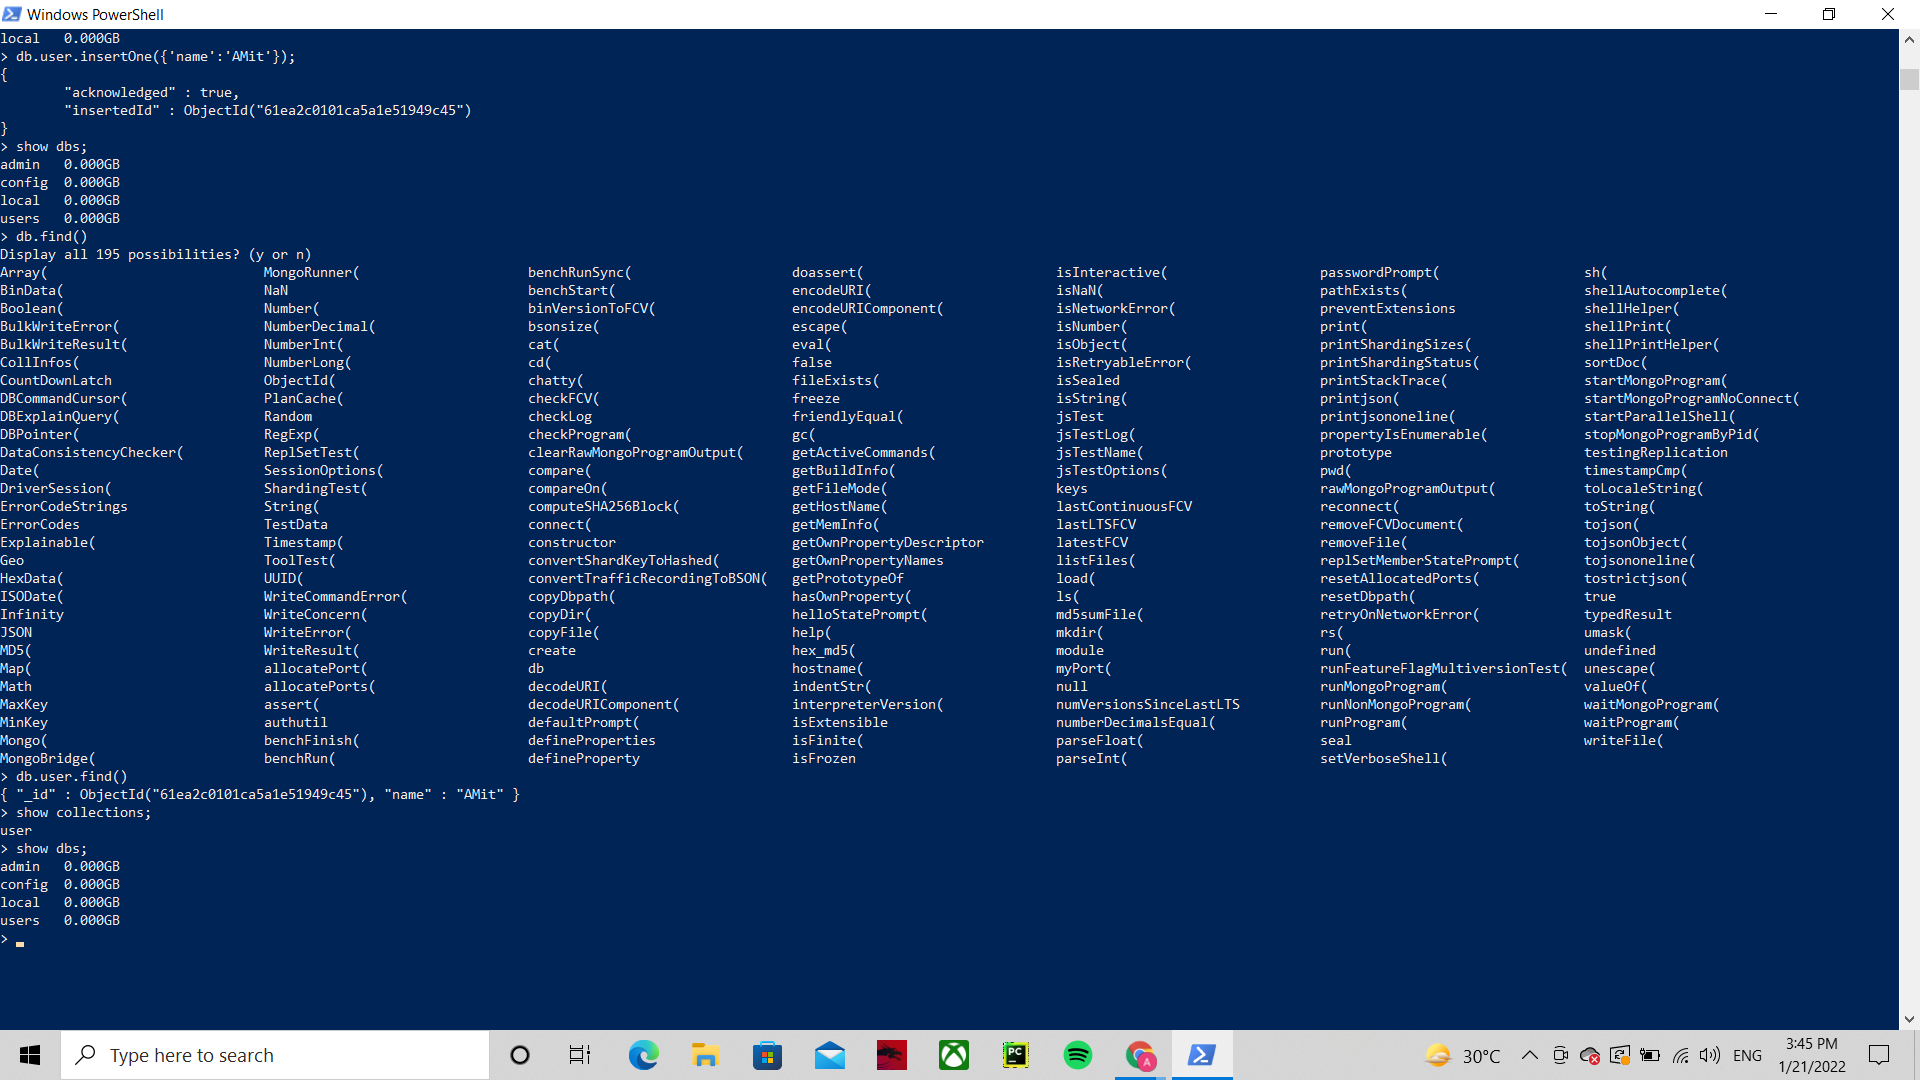 Windows PowerShell
local   0.000GB
> db.user.insertOne({'name':'AMit'});
{
        "acknowledged" : true,
        "insertedId" : ObjectId("61ea2c0101ca5a1e51949c45")
}
> show dbs;
admin   0.000GB
config  0.000GB
local   0.000GB
users   0.000GB
> db.find()
Display all 195 possibilities? (y or n)
Array( MongoRunner( benchRunSync( doassert( isInteractive( passwordPrompt( sh(
BinData( NaN benchStart( encodeURI( isNaN( pathExists( shellAutocomplete(
Boolean( Number( binVersionToFCV( encodeURIComponent( isNetworkError( preventExtensions shellHelper(
BulkWriteError( NumberDecimal( bsonsize( escape( isNumber( print( shellPrint(
BulkWriteResult( NumberInt( cat( eval( isObject( printShardingSizes( shellPrintHelper(
CollInfos( NumberLong( cd( false isRetryableError( printShardingStatus( sortDoc(
CountDownLatch ObjectId( chatty( fileExists( isSealed printStackTrace( startMongoProgram(
DBCommandCursor( PlanCache( checkFCV( freeze isString( printjson( startMongoProgramNoConnect(
DBExplainQuery( Random checkLog friendlyEqual( jsTest printjsononeline( startParallelShell(
DBPointer( RegExp( checkProgram( gc( jsTestLog( propertyIsEnumerable( stopMongoProgramByPid(
DataConsistencyChecker( ReplSetTest( clearRawMongoProgramOutput( getActiveCommands( jsTestName( prototype testingReplication
Date( SessionOptions( compare( getBuildInfo( jsTestOptions( pwd( timestampCmp(
DriverSession( ShardingTest( compareOn( getFileMode( keys rawMongoProgramOutput( toLocaleString(
ErrorCodeStrings String( computeSHA256Block( getHostName( lastContinuousFCV reconnect( toString(
ErrorCodes TestData connect( getMemInfo( lastLTSFCV removeFCVDocument( tojson(
Explainable( Timestamp( constructor getOwnPropertyDescriptor latestFCV removeFile( tojsonObject(
Geo ToolTest( convertShardKeyToHashed( getOwnPropertyNames listFiles( replSetMemberStatePrompt( tojsononeline(
HexData( UUID( convertTrafficRecordingToBSON( getPrototypeOf load( resetAllocatedPorts( tostrictjson(
ISODate( WriteCommandError( copyDbpath( hasOwnProperty( ls( resetDbpath( true
Infinity WriteConcern( copyDir( helloStatePrompt( md5sumFile( retryOnNetworkError( typedResult
JSON WriteError( copyFile( help( mkdir( rs( umask(
MD5( WriteResult( create hex_md5( module run( undefined
Map( allocatePort( db hostname( myPort( runFeatureFlagMultiversionTest( unescape(
Math allocatePorts( decodeURI( indentStr( null runMongoProgram( valueOf(
MaxKey assert( decodeURIComponent( interpreterVersion( numVersionsSinceLastLTS runNonMongoProgram( waitMongoProgram(
MinKey authutil defaultPrompt( isExtensible numberDecimalsEqual( runProgram( waitProgram(
Mongo( benchFinish( defineProperties isFinite( parseFloat( seal writeFile(
MongoBridge( benchRun( defineProperty isFrozen parseInt( setVerboseShell(
> db.user.find()
{ "_id" : ObjectId("61ea2c0101ca5a1e51949c45"), "name" : "AMit" }
> show collections;
user
> show dbs;
admin   0.000GB
config  0.000GB
local   0.000GB
users   0.000GB
>
Type here to search
PC
A
30°C
ENG
3:45 PM
1/21/2022